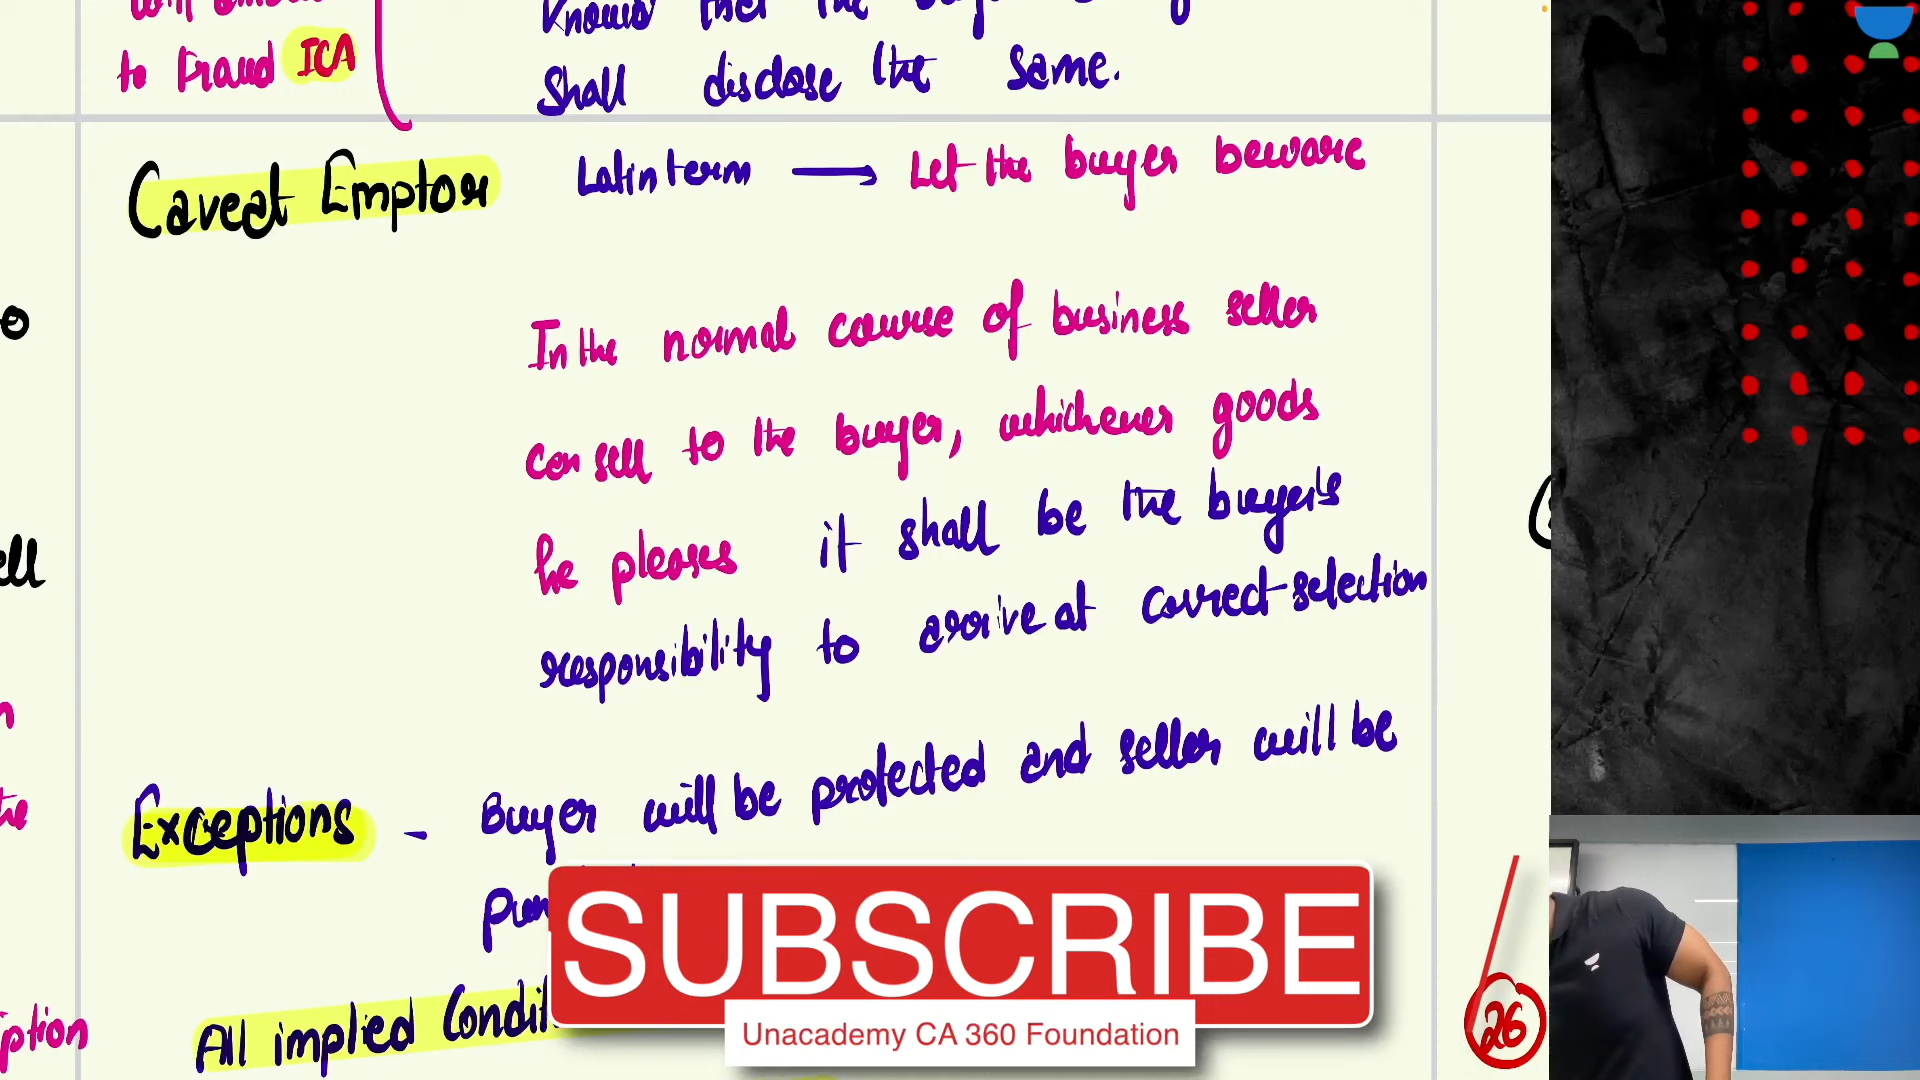 to Fraud ICA
Shall disclose the same.
Caveat Emptor
Latin term → Let the buyer beware
In the normal course of business seller
can sell to the buyer, whichever goods
he pleases it shall be the buyer's
responsibility to arrive at correct selection
Exceptions - Buyer will be protected and seller will be
All implied
SUBSCRIBE
Unacademy CA 360 Foundation
26